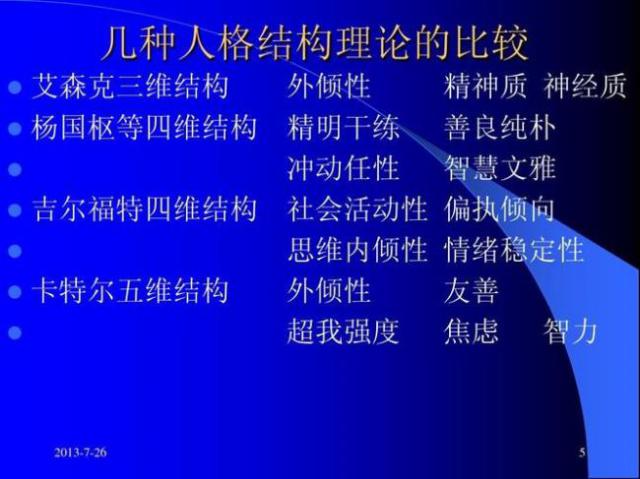 几种人格结构理论的比较
艾森克三维结构 外倾性 精神质 神经质
杨国枢等四维结构 精明干练 善良纯朴
冲动任性 智慧文雅
吉尔福特四维结构 社会活动性 偏执倾向
思维内倾性 情绪稳定性
卡特尔五维结构 外倾性 友善
超我强度 焦虑 智力
2013-7-26 5